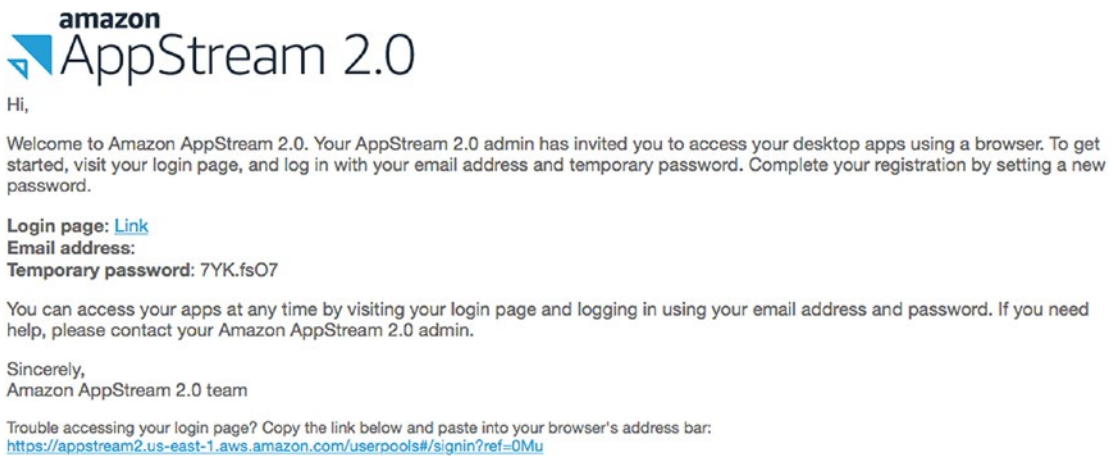 amazon
AppStream 2.0
Hi,
Welcome to Amazon AppStream 2.0. Your AppStream 2.0 admin has invited you to access your desktop apps using a browser. To get
started, visit your login page, and log in with your email address and temporary password. Complete your registration by setting a new
password.
Login page: Link
Email address:
Temporary password: 7YK.fsO7
You can access your apps at any time by visiting your login page and logging in using your email address and password. If you need
help, please contact your Amazon AppStream 2.0 admin.
Sincerely,
Amazon AppStream 2.0 team
Trouble accessing your login page? Copy the link below and paste into your browser's address bar:
https://appstream2.us-east-1.aws.amazon.com/userpools#/signin?ref=0Mu